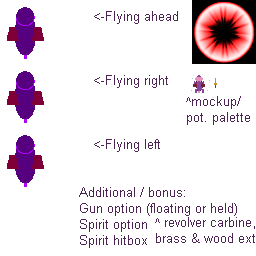 <-Flying ahead
<-Flying right
^mockup/
pot. palette
<-Flying left
Additional / bonus:
Gun option (floating or held)
Spirit option ^ revolver carbine,
Spirit hitbox brass & wood ext